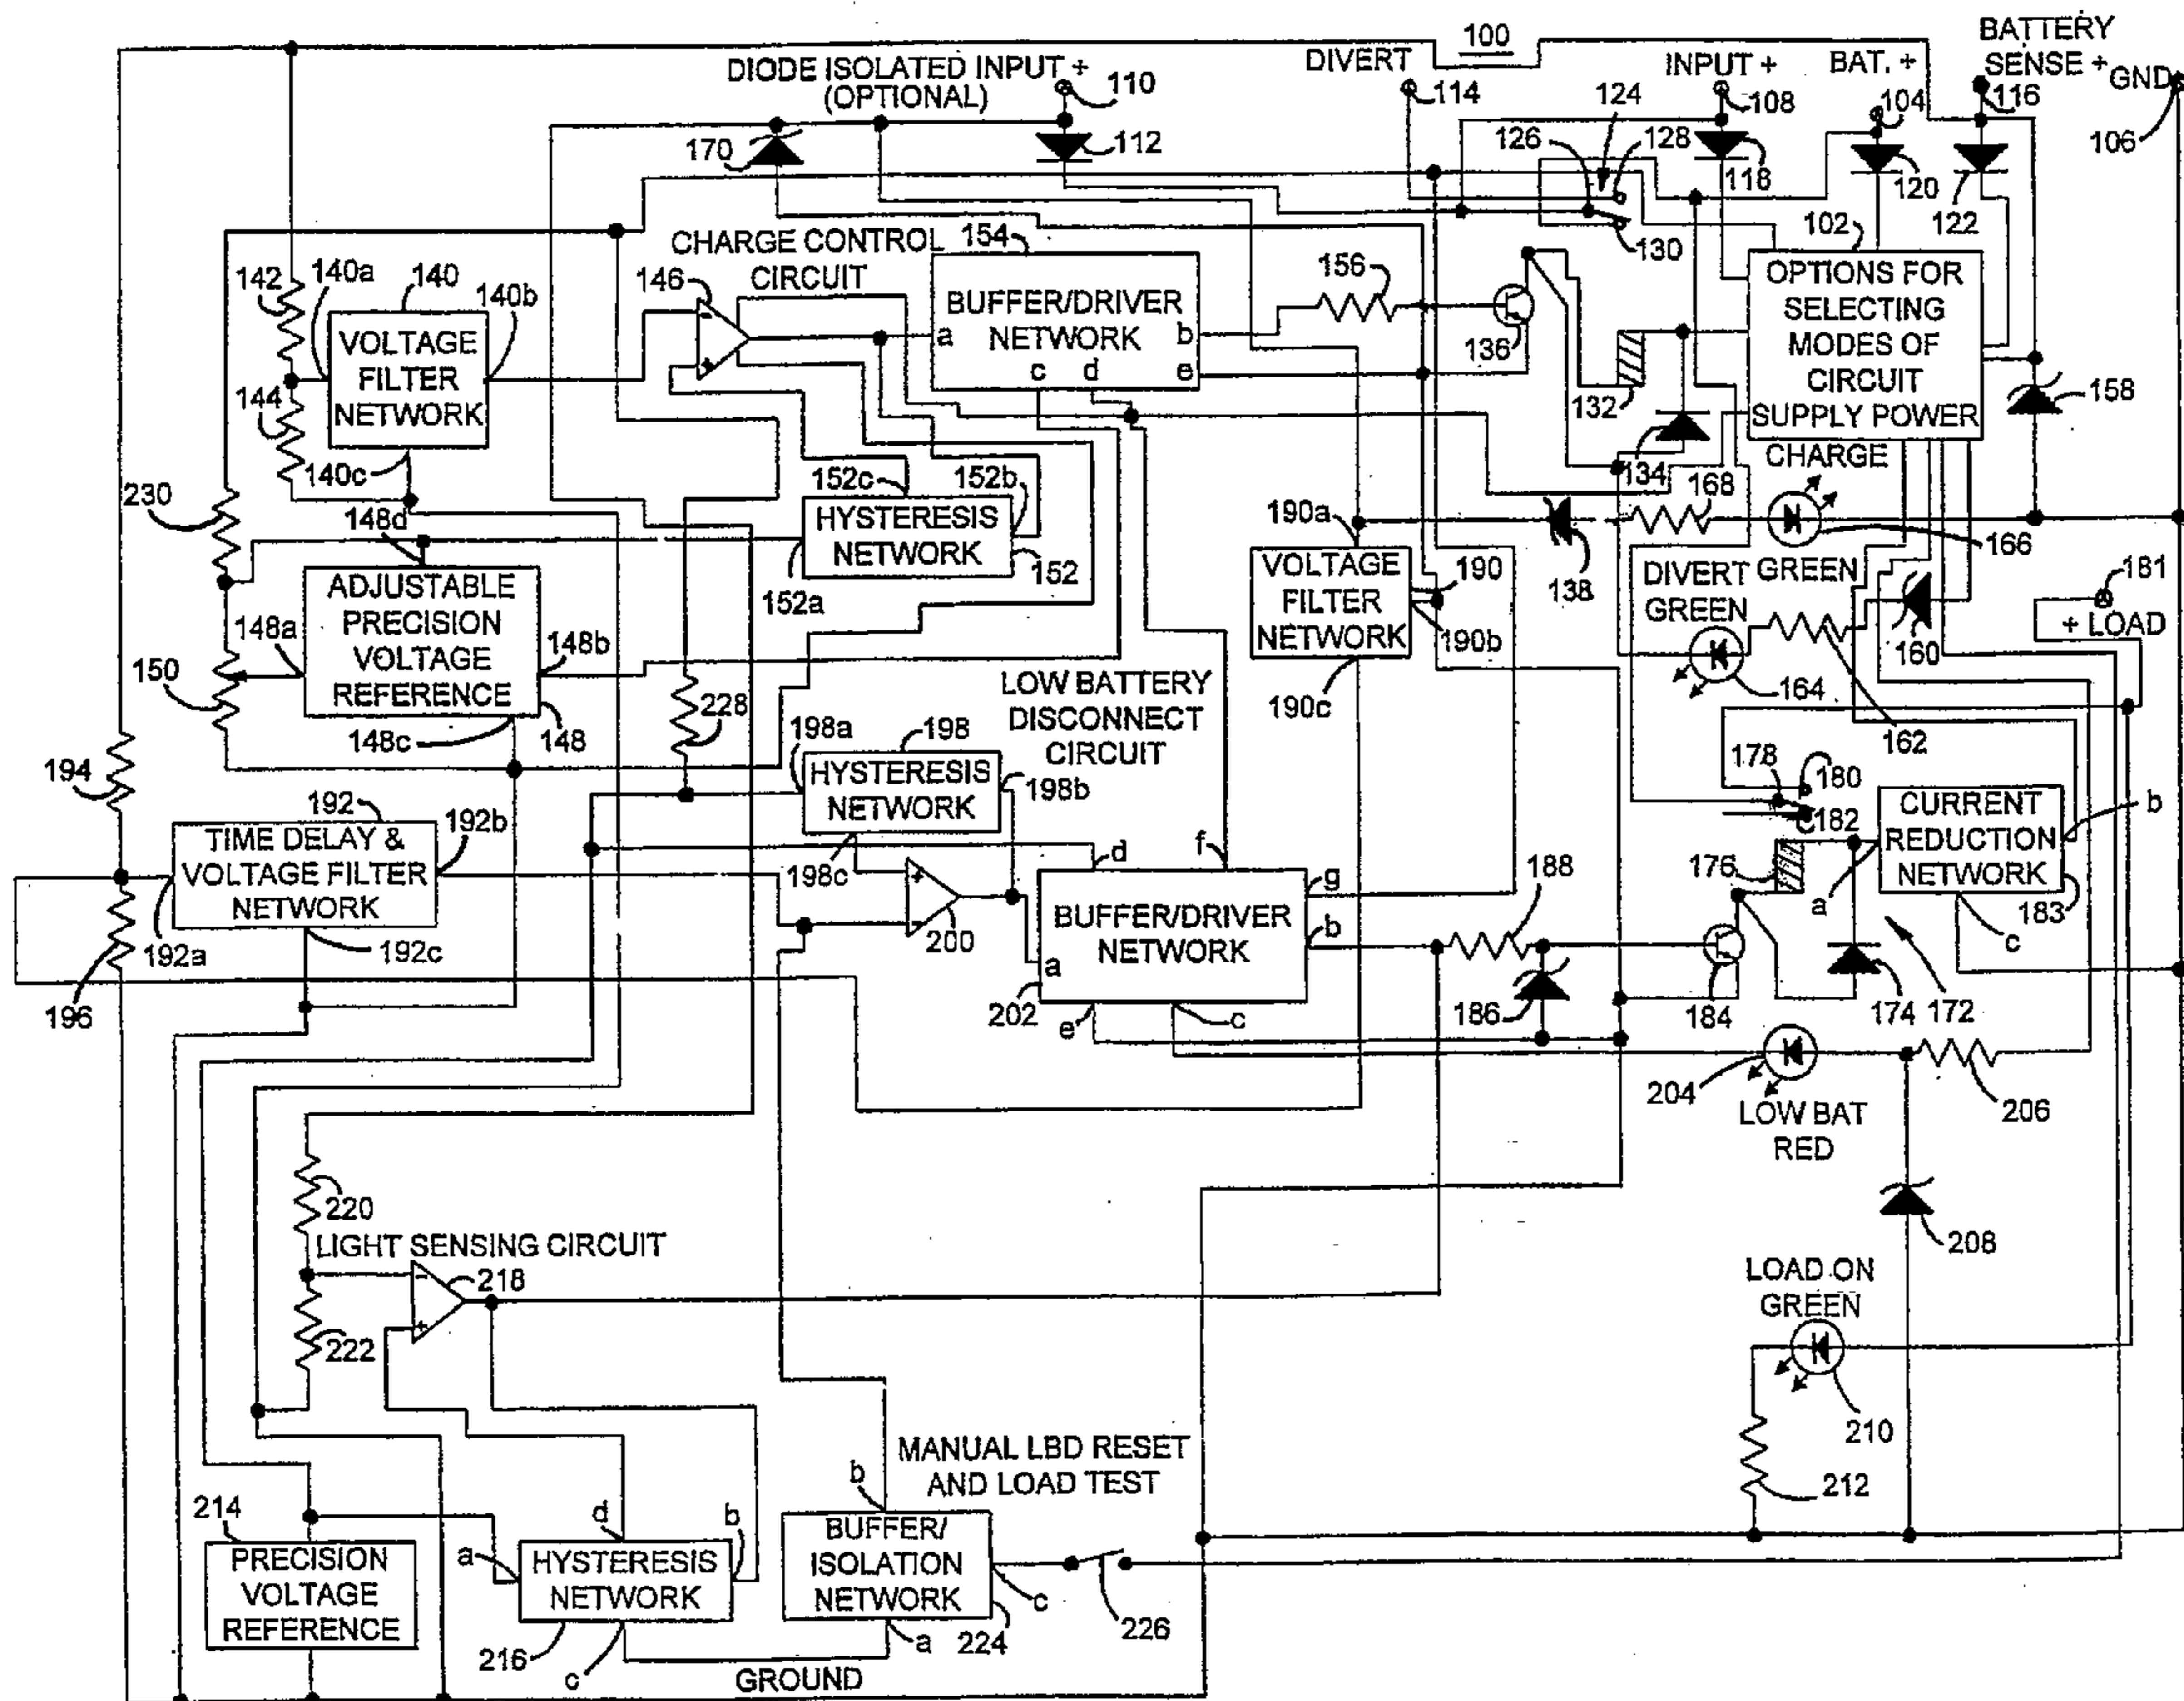 100
BATTERY
SENSE +
DIVERT
INPUT +
BAT. +
GND
DIODE ISOLATED INPUT +
(OPTIONAL)
110
114
124
108
104
116
106
170
112
126
128
118
120
122
130
102
CHARGE CONTROL
CIRCUIT
154
142
140a
140
140b
146
156
VOLTAGE
FILTER
NETWORK
BUFFER/DRIVER
NETWORK
a
b
c
d
e
136
132
134
OPTIONS FOR
SELECTING
MODES OF
CIRCUIT
SUPPLY POWER
158
144
140c
230
148d
152c
152b
HYSTERESIS
NETWORK
152
152a
190a
168
CHARGE
GREEN
166
138
ADJUSTABLE
PRECISION
VOLTAGE
REFERENCE
148a
148b
150
148c
148
VOLTAGE
FILTER
NETWORK
190
190b
190c
DIVERT
GREEN
181
+ LOAD
160
164
162
228
LOW BATTERY
DISCONNECT
CIRCUIT
198a
198
HYSTERESIS
NETWORK
198b
198c
194
192
TIME DELAY &
VOLTAGE FILTER
NETWORK
192b
192a
192c
196
178
180
182
CURRENT
REDUCTION
NETWORK
b
a
c
183
176
200
d
f
g
b
a
BUFFER/DRIVER
NETWORK
202
e
c
188
186
184
174
172
204
LOW BAT
RED
206
220
LIGHT SENSING CIRCUIT
218
222
208
LOAD ON
GREEN
210
212
MANUAL LBD RESET
AND LOAD TEST
214
PRECISION
VOLTAGE
REFERENCE
a
d
b
HYSTERESIS
NETWORK
216
c
b
BUFFER/
ISOLATION
NETWORK
c
a
224
226
GROUND